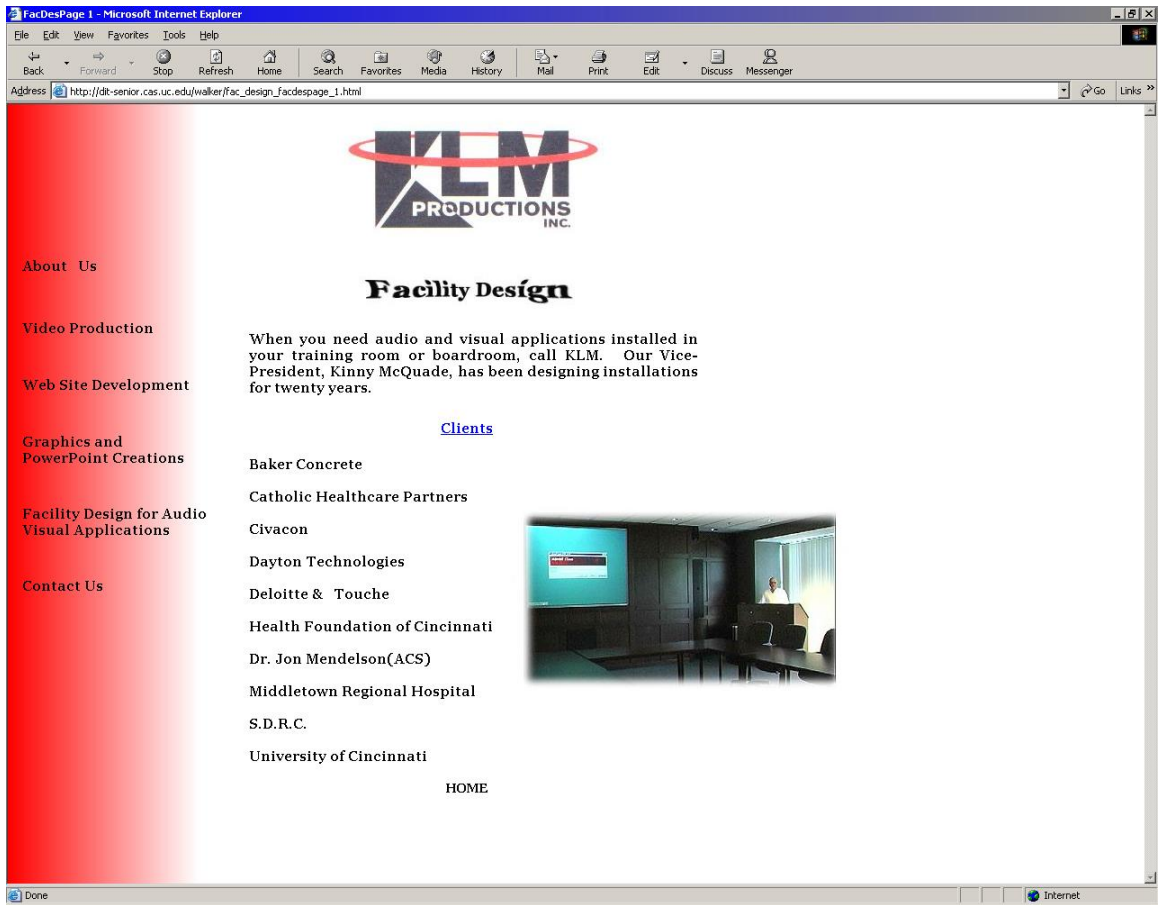 FacDesPage 1 - Microsoft Internet Explorer
File Edit View Favorites Tools Help
Back Forward Stop Refresh Home Search Favorites Media History Mail Print Edit Discuss Messenger
Address http://dit-senior.cas.uc.edu/walker/fac_design_facdespage_1.html Go Links »
KLM
PRODUCTIONS
INC.
About Us
Video Production
Web Site Development
Graphics and
PowerPoint Creations
Facility Design for Audio
Visual Applications
Contact Us
Facility Design
When you need audio and visual applications installed in
your training room or boardroom, call KLM. Our Vice-
President, Kinny McQuade, has been designing installations
for twenty years.
Clients
Baker Concrete
Catholic Healthcare Partners
Civacon
Dayton Technologies
Deloitte & Touche
Health Foundation of Cincinnati
Dr. Jon Mendelson(ACS)
Middletown Regional Hospital
S.D.R.C.
University of Cincinnati
HOME
Done Internet